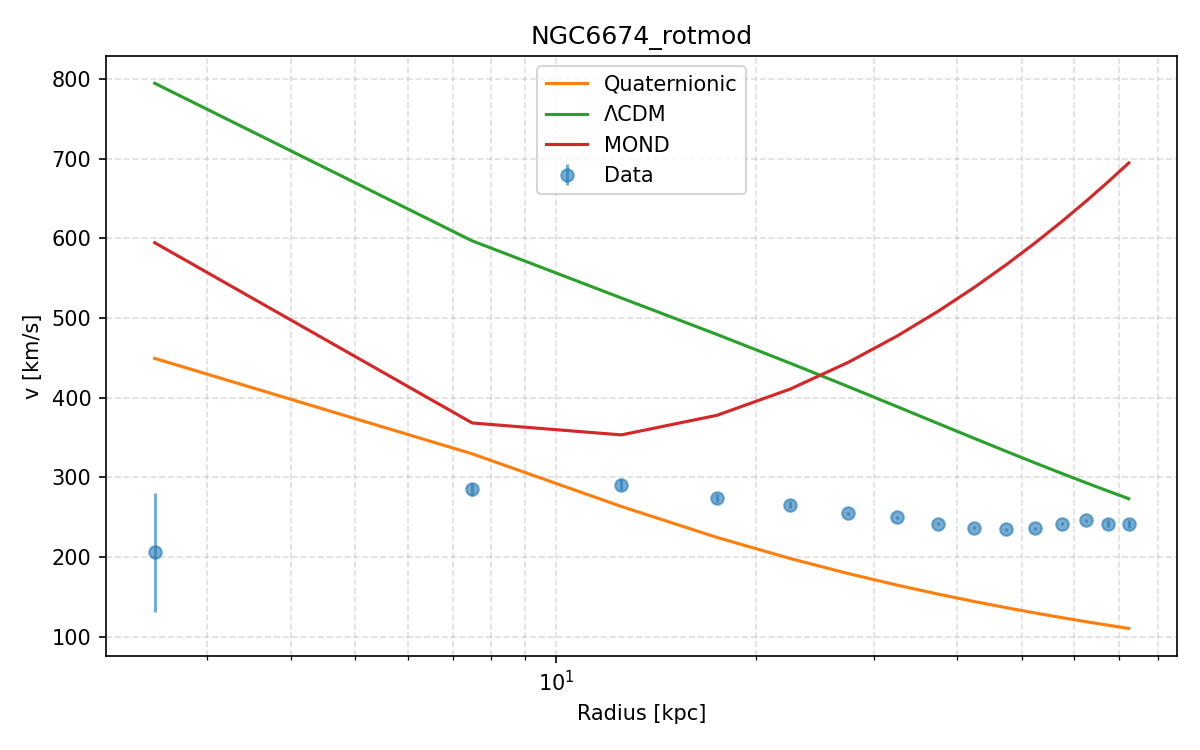 NGC6674_rotmod
Quaternionic
ΛCDM
MOND
Data
800
700
600
500
400
300
200
100
v [km/s]
10¹
Radius [kpc]